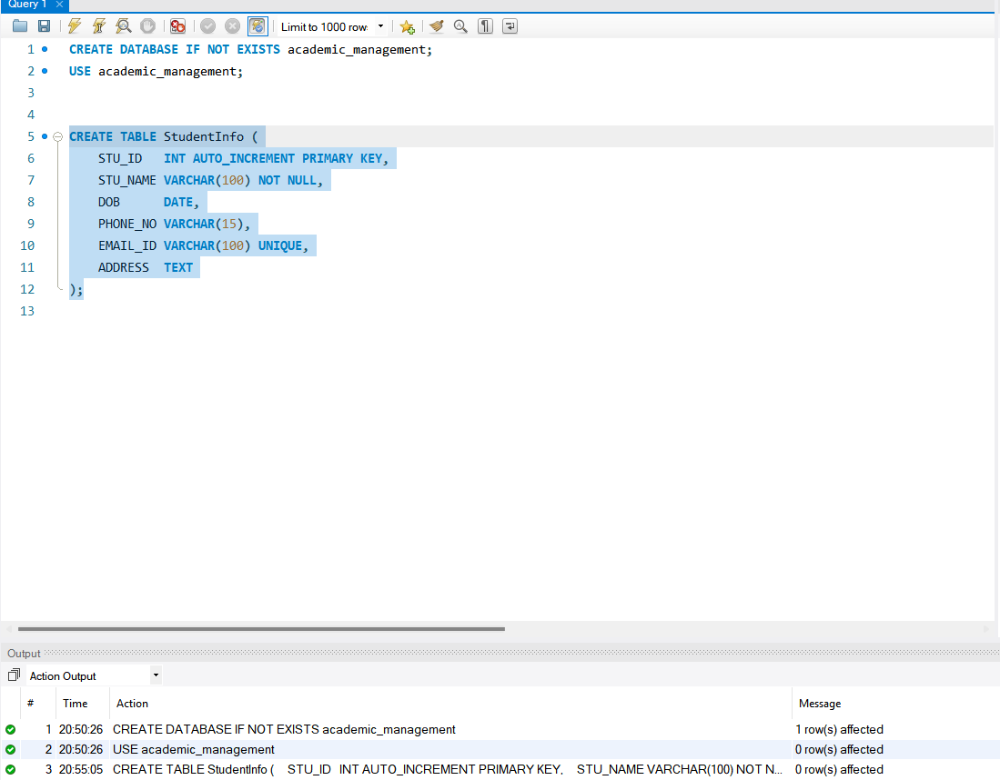 Query 1
Limit to 1000 rows
1 CREATE DATABASE IF NOT EXISTS academic_management;
2 USE academic_management;
3
4
5 CREATE TABLE StudentInfo (
6 STU_ID INT AUTO_INCREMENT PRIMARY KEY,
7 STU_NAME VARCHAR(100) NOT NULL,
8 DOB DATE,
9 PHONE_NO VARCHAR(15),
10 EMAIL_ID VARCHAR(100) UNIQUE,
11 ADDRESS TEXT
12 );
13
Output
Action Output
# Time Action Message
1 20:50:26 CREATE DATABASE IF NOT EXISTS academic_management 1 row(s) affected
2 20:50:26 USE academic_management 0 row(s) affected
3 20:55:05 CREATE TABLE StudentInfo ( STU_ID INT AUTO_INCREMENT PRIMARY KEY, STU_NAME VARCHAR(100) NOT N... 0 row(s) affected